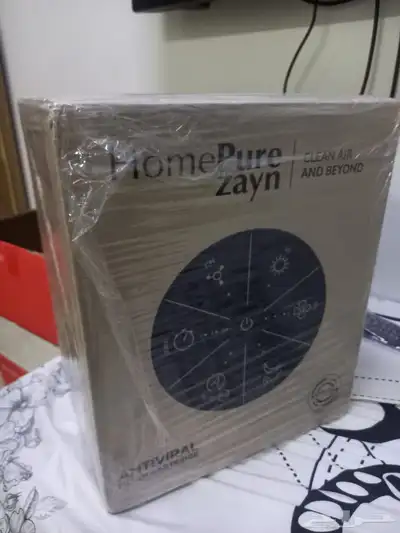 HomePure
Zayn
CLEAN AIR
AND BEYOND
ANTIVIRAL